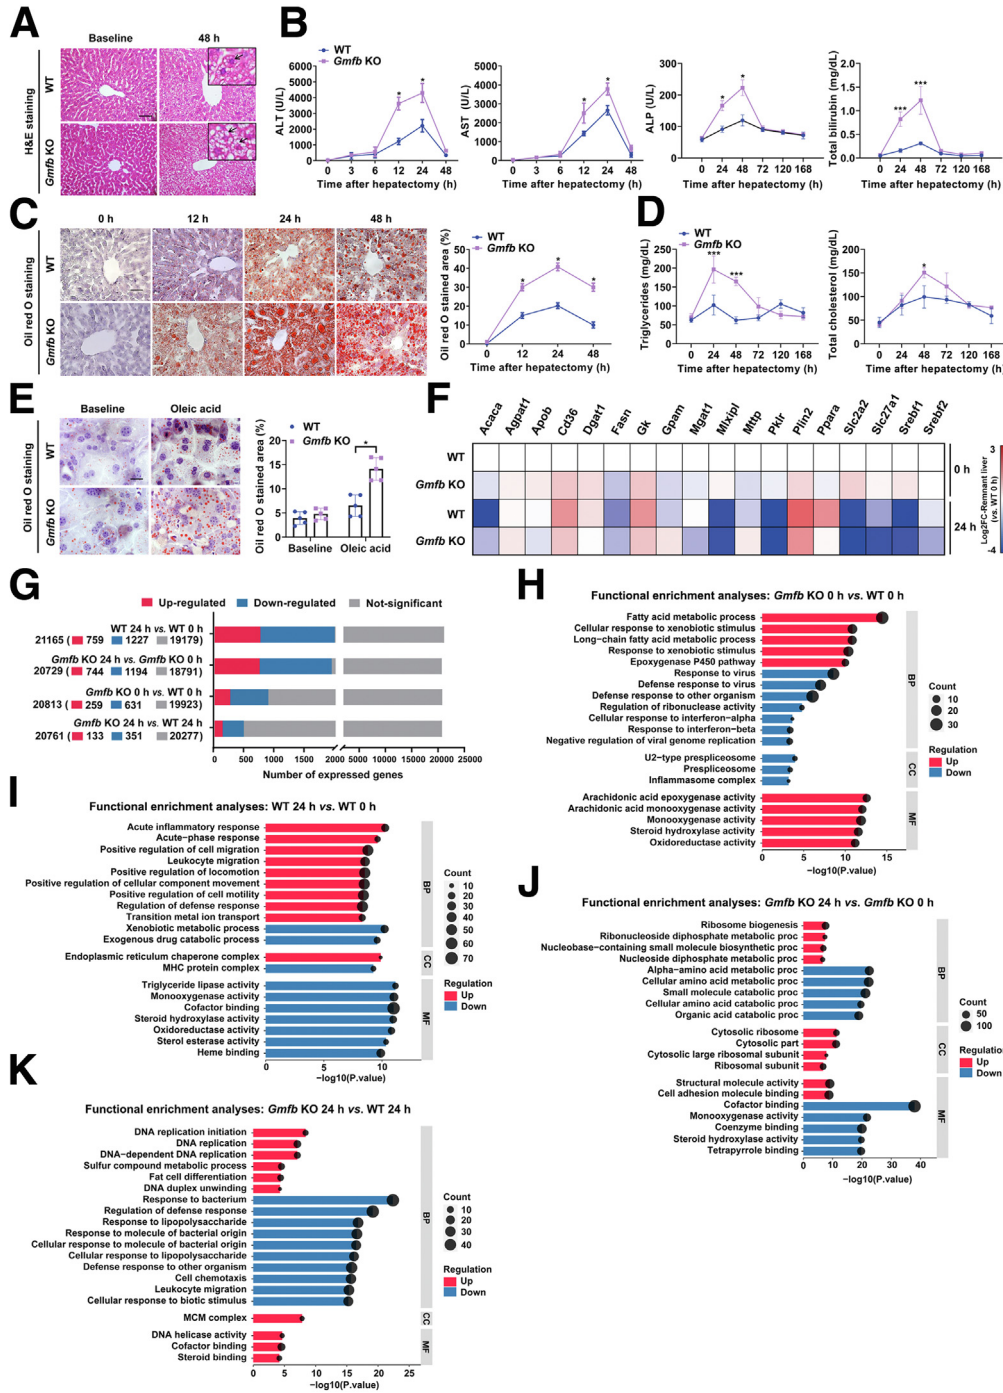 A
Baseline
48 h
H&E staining
WT
Gmfb KO
B
WT
Gmfb KO
ALT (U/L)
6000
5000
4000
3000
2000
1000
0
0 3 6 12 24 48
Time after hepatectomy (h)
AST (U/L)
5000
4000
3000
2000
1000
0
0 3 6 12 24 48
Time after hepatectomy (h)
ALP (U/L)
300
200
100
0
0 24 48 72 120 168
Time after hepatectomy (h)
Total bilirubin (mg/dL)
2.0
1.5
1.0
0.5
0.0
0 24 48 72 120 168
Time after hepatectomy (h)
C
0 h
12 h
24 h
48 h
Oil red O staining
WT
Gmfb KO
WT
Gmfb KO
Oil red O stained area (%)
50
40
30
20
10
0
0 12 24 48
Time after hepatectomy (h)
D
WT
Gmfb KO
Triglycerides (mg/dL)
250
200
150
100
50
0
0 24 48 72 120 168
Time after hepatectomy (h)
Total cholesterol (mg/dL)
200
150
100
50
0
0 24 48 72 120 168
Time after hepatectomy (h)
E
Baseline
Oleic acid
Oil red O staining
WT
Gmfb KO
WT
Gmfb KO
Oil red O stained area (%)
20
15
10
5
0
Baseline Oleic acid
F
Acaca Agpat1 Apob Cd36 Dgat1 Fasn Gk Gpam Mgat1 Mlxipl Mttp Pklr Plin2 Ppara Slc2a2 Slc27a1 Srebf1 Srebf2
WT
Gmfb KO
WT
Gmfb KO
0 h
24 h
3
-4
Log2FC-Remnant liver
(vs. WT 0 h)
G
Up-regulated Down-regulated Not-significant
WT 24 h vs. WT 0 h
21165 ( 759 1227 19179)
Gmfb KO 24 h vs. Gmfb KO 0 h
20729 ( 744 1194 18791)
Gmfb KO 0 h vs. WT 0 h
20813 ( 259 631 19923)
Gmfb KO 24 h vs. WT 24 h
20761 ( 133 351 20277)
0 500 1000 1500 2000 5000 10000 15000 20000 25000
Number of expressed genes
H
Functional enrichment analyses: Gmfb KO 0 h vs. WT 0 h
Fatty acid metabolic process
Cellular response to xenobiotic stimulus
Long-chain fatty acid metabolic process
Response to xenobiotic stimulus
Epoxygenase P450 pathway
Response to virus
Defense response to virus
Defense response to other organism
Regulation of ribonuclease activity
Cellular response to interferon-alpha
Response to interferon-beta
Negative regulation of viral genome replication
U2-type prespliceosome
Prespliceosome
Inflammasome complex
Arachidonic acid epoxygenase activity
Arachidonic acid monooxygenase activity
Monooxygenase activity
Steroid hydroxylase activity
Oxidoreductase activity
BP
CC
MF
0 5 10 15
-log10(P.value)
Count
10
20
30
Regulation
Up
Down
I
Functional enrichment analyses: WT 24 h vs. WT 0 h
Acute inflammatory response
Acute-phase response
Positive regulation of cell migration
Leukocyte migration
Positive regulation of locomotion
Positive regulation of cellular component movement
Positive regulation of cell motility
Regulation of defense response
Transition metal ion transport
Xenobiotic metabolic process
Exogenous drug catabolic process
Endoplasmic reticulum chaperone complex
MHC protein complex
Triglyceride lipase activity
Monooxygenase activity
Cofactor binding
Steroid hydroxylase activity
Oxidoreductase activity
Sterol esterase activity
Heme binding
BP
CC
MF
0 5 10
-log10(P.value)
Count
10
20
30
40
50
60
70
Regulation
Up
Down
J
Functional enrichment analyses: Gmfb KO 24 h vs. Gmfb KO 0 h
Ribosome biogenesis
Ribonucleoside diphosphate metabolic proc
Nucleobase-containing small molecule biosynthetic proc
Nucleoside diphosphate metabolic proc
Alpha-amino acid metabolic proc
Cellular amino acid metabolic proc
Small molecule catabolic proc
Cellular amino acid catabolic proc
Organic acid catabolic proc
Cytosolic ribosome
Cytosolic part
Cytosolic large ribosomal subunit
Ribosomal subunit
Structural molecule activity
Cell adhesion molecule binding
Cofactor binding
Monooxygenase activity
Coenzyme binding
Steroid hydroxylase activity
Tetrapyrrole binding
BP
CC
MF
0 10 20 30 40
-log10(P.value)
Count
50
100
Regulation
Up
Down
K
Functional enrichment analyses: Gmfb KO 24 h vs. WT 24 h
DNA replication initiation
DNA replication
DNA-dependent DNA replication
Sulfur compound metabolic process
Fat cell differentiation
DNA duplex unwinding
Response to bacterium
Regulation of defense response
Response to lipopolysaccharide
Response to molecule of bacterial origin
Cellular response to molecule of bacterial origin
Cellular response to lipopolysaccharide
Defense response to other organism
Cell chemotaxis
Leukocyte migration
Cellular response to biotic stimulus
MCM complex
DNA helicase activity
Cofactor binding
Steroid binding
BP
CC
MF
0 5 10 15 20 25
-log10(P.value)
Count
10
20
30
40
Regulation
Up
Down